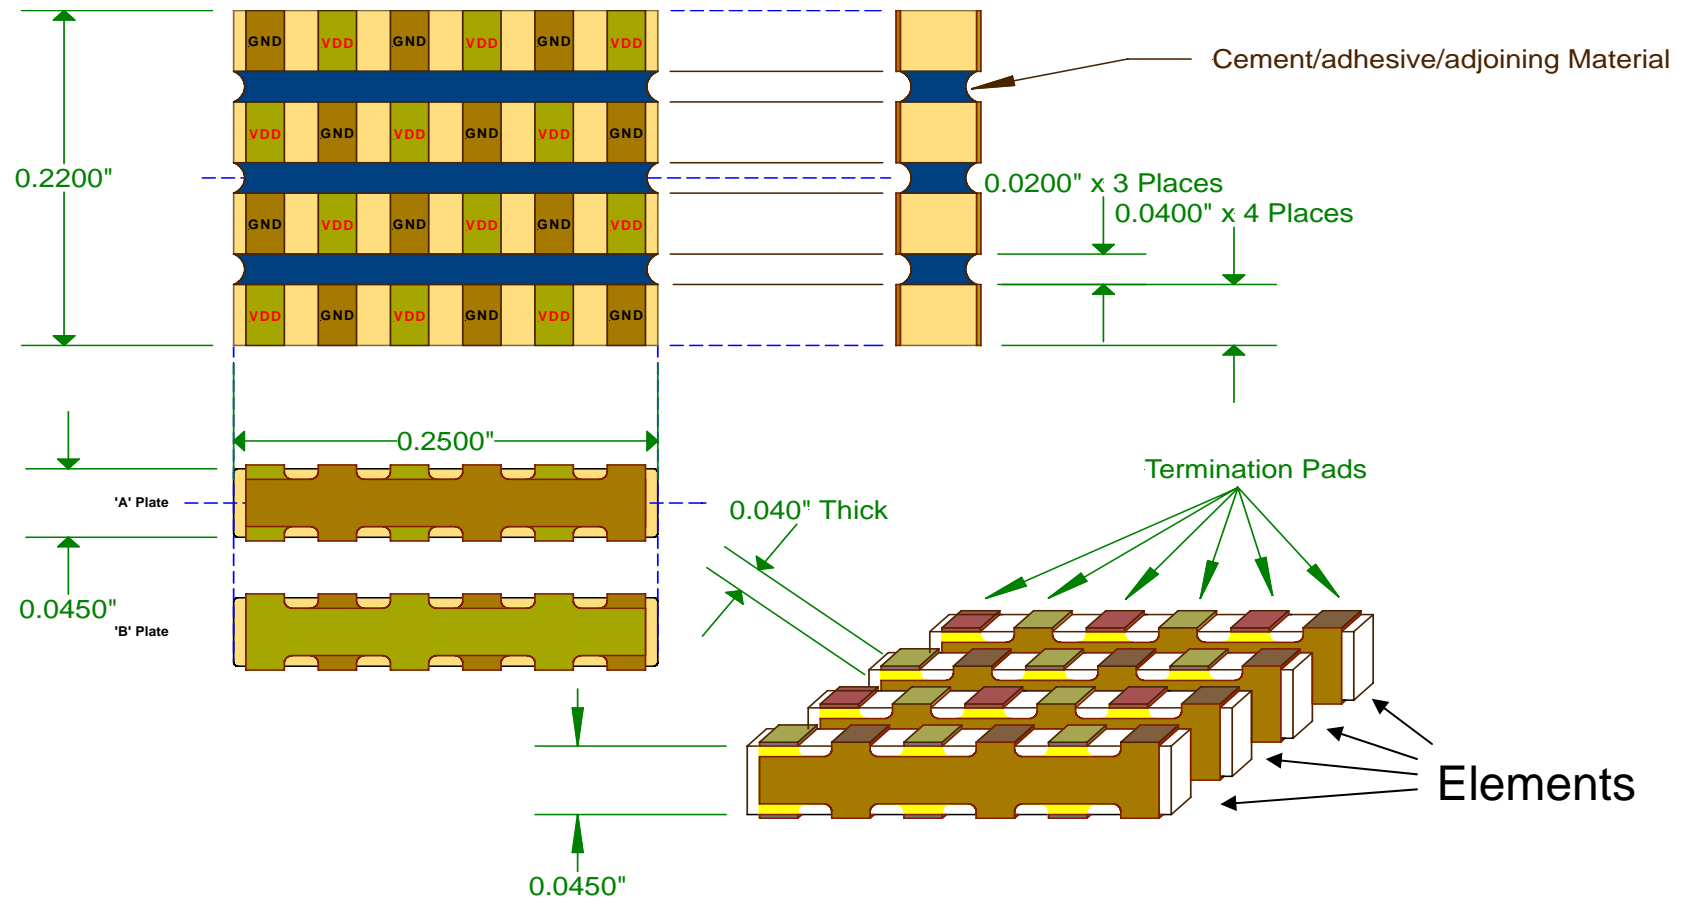 GND VDD GND VDD GND VDD
Cement/adhesive/adjoining Material
VDD GND VDD GND VDD GND
0.2200"
0.0200" x 3 Places
0.0400" x 4 Places
GND VDD GND VDD GND VDD
VDD GND VDD GND VDD GND
0.2500"
Termination Pads
'A' Plate
0.040" Thick
0.0450"
'B' Plate
Elements
0.0450"